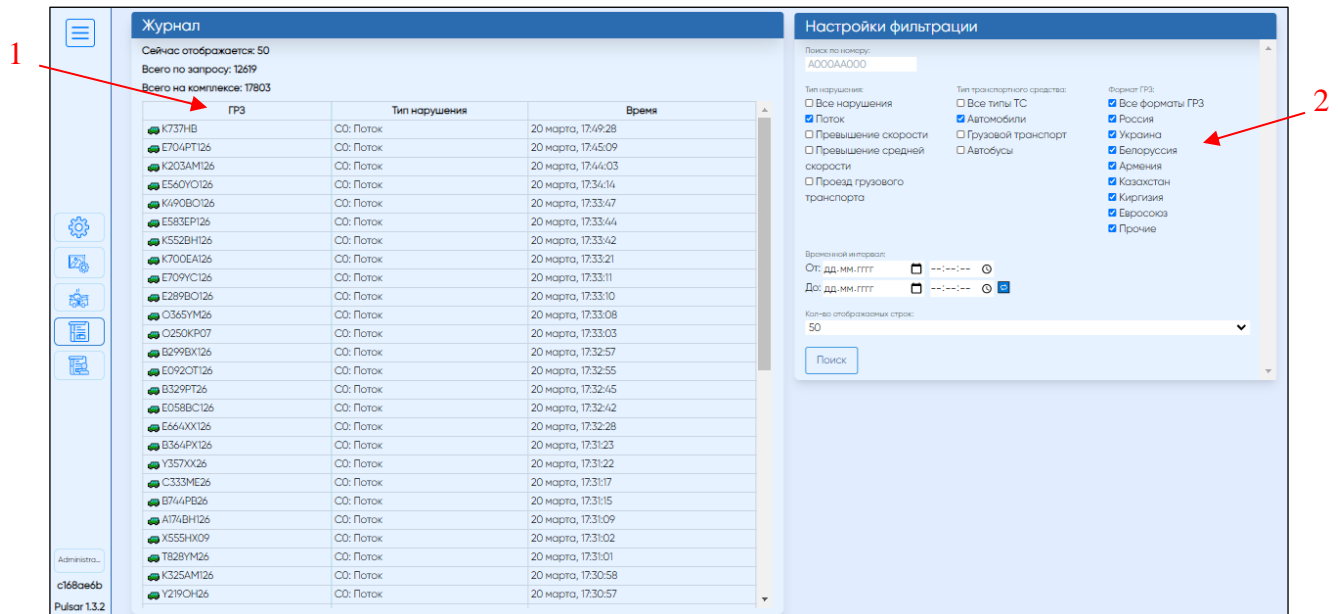 Журнал
Сейчас отображается: 50
Всего по запросу: 12619
Всего на комплексе: 17803
ГРЗ Тип нарушения Время
К737НВ С0: Поток 20 марта, 17:49:28
Е704РТ126 С0: Поток 20 марта, 17:45:09
К203АМ126 С0: Поток 20 марта, 17:44:03
Е560УО126 С0: Поток 20 марта, 17:34:14
К490ВО126 С0: Поток 20 марта, 17:33:47
Е583ЕР126 С0: Поток 20 марта, 17:33:44
К552ВН126 С0: Поток 20 марта, 17:33:42
К700ЕА126 С0: Поток 20 марта, 17:33:21
Е709УС126 С0: Поток 20 марта, 17:33:11
Е289ВО126 С0: Поток 20 марта, 17:33:10
О365УМ26 С0: Поток 20 марта, 17:33:08
О250КР07 С0: Поток 20 марта, 17:33:03
В299ВХ126 С0: Поток 20 марта, 17:32:57
Е092ОТ126 С0: Поток 20 марта, 17:32:55
В329РТ26 С0: Поток 20 марта, 17:32:45
Е058ВС126 С0: Поток 20 марта, 17:32:42
Е664ХХ126 С0: Поток 20 марта, 17:32:28
В364РХ126 С0: Поток 20 марта, 17:31:23
У357ХХ26 С0: Поток 20 марта, 17:31:22
С333МЕ26 С0: Поток 20 марта, 17:31:17
В744РВ26 С0: Поток 20 марта, 17:31:15
А174ВН126 С0: Поток 20 марта, 17:31:09
Х555НХ09 С0: Поток 20 марта, 17:31:02
Т828УМ26 С0: Поток 20 марта, 17:31:01
К325АМ126 С0: Поток 20 марта, 17:30:58
У219ОН26 С0: Поток 20 марта, 17:30:57
Administra...
c168ae6b
Pulsar 1.3.2
1
Настройки фильтрации
Поиск по номеру:
А000АА000
Тип нарушения:
Все нарушения
Поток
Превышение скорости
Превышение средней
скорости
Проезд грузового
транспорта
Тип транспортного средства:
Все типы ТС
Автомобили
Грузовой транспорт
Автобусы
Формат ГРЗ:
Все форматы ГРЗ
Россия
Украина
Белоруссия
Армения
Казахстан
Киргизия
Евросоюз
Прочие
Временной интервал:
От: дд.мм.гггг --:--:--
До: дд.мм.гггг --:--:--
Кол-во отображаемых строк:
50
Поиск
2